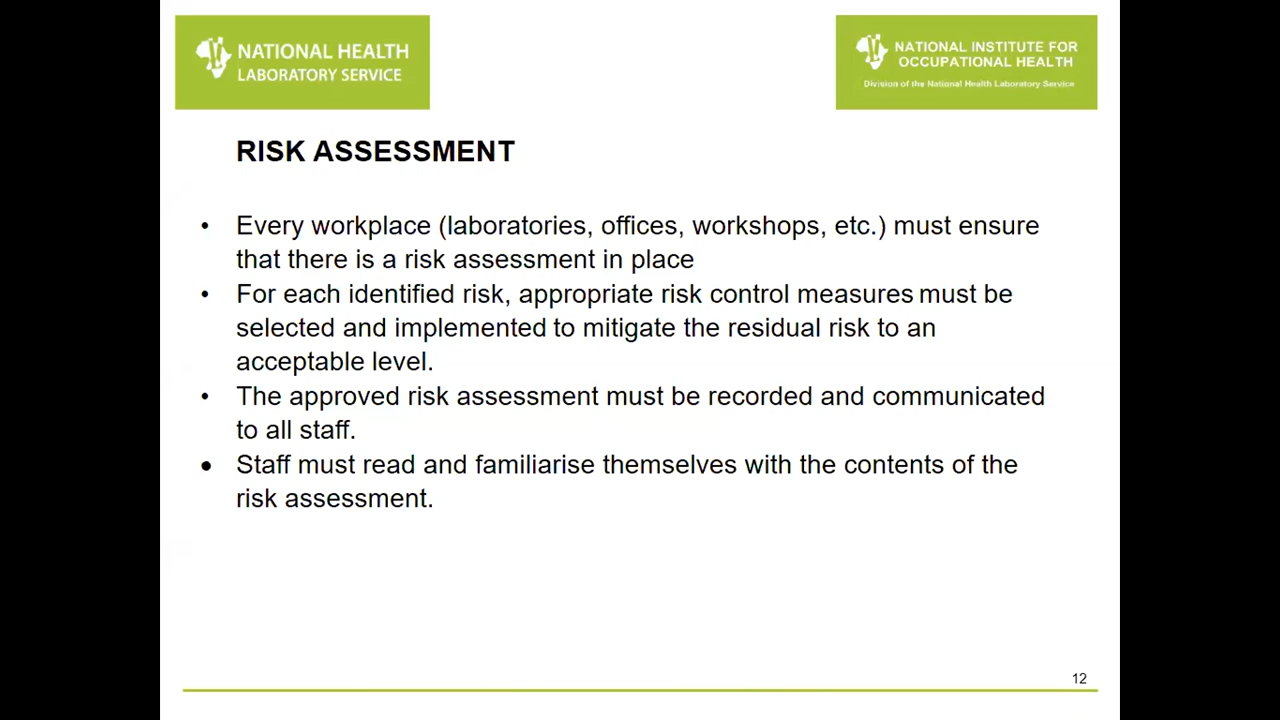 NATIONAL HEALTH
LABORATORY SERVICE
NATIONAL INSTITUTE FOR
OCCUPATIONAL HEALTH
Division of the National Health Laboratory Service
RISK ASSESSMENT
• Every workplace (laboratories, offices, workshops, etc.) must ensure
that there is a risk assessment in place
• For each identified risk, appropriate risk control measures must be
selected and implemented to mitigate the residual risk to an
acceptable level.
• The approved risk assessment must be recorded and communicated
to all staff.
• Staff must read and familiarise themselves with the contents of the
risk assessment.
12